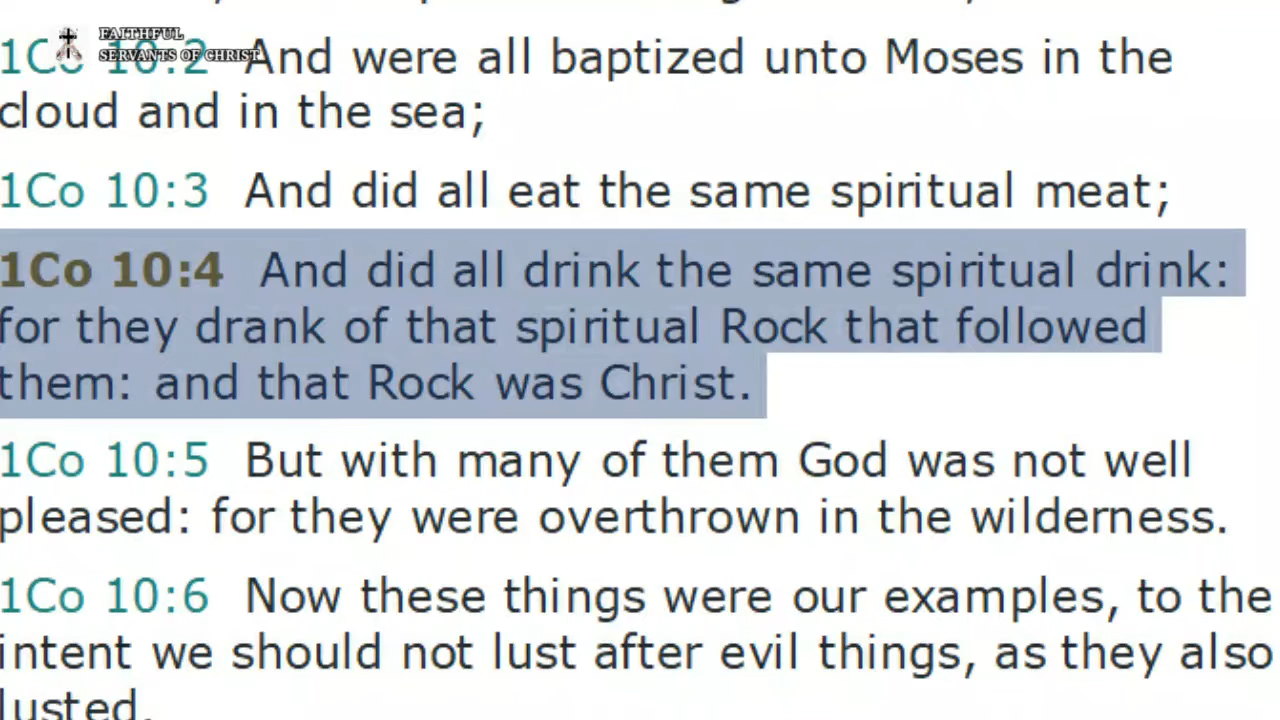 FAITHFUL
SERVANTS OF CHRIST
1Co 10:2 And were all baptized unto Moses in the
cloud and in the sea;
1Co 10:3 And did all eat the same spiritual meat;
1Co 10:4 And did all drink the same spiritual drink:
for they drank of that spiritual Rock that followed
them: and that Rock was Christ.
1Co 10:5 But with many of them God was not well
pleased: for they were overthrown in the wilderness.
1Co 10:6 Now these things were our examples, to the
intent we should not lust after evil things, as they also
lusted.